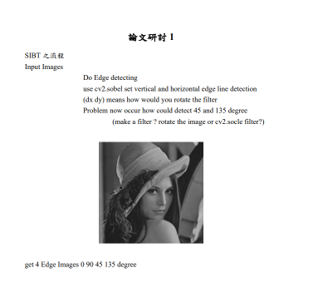 論文研討 1
SIBT 之流程
Input Images
Do Edge detecting
use cv2.sobel set vertical and horizontal edge line detection
(dx dy) means how would you rotate the filter
Problem now occur how could detect 45 and 135 degree
(make a filter ? rotate the image or cv2.socle filter?)
get 4 Edge Images 0 90 45 135 degree